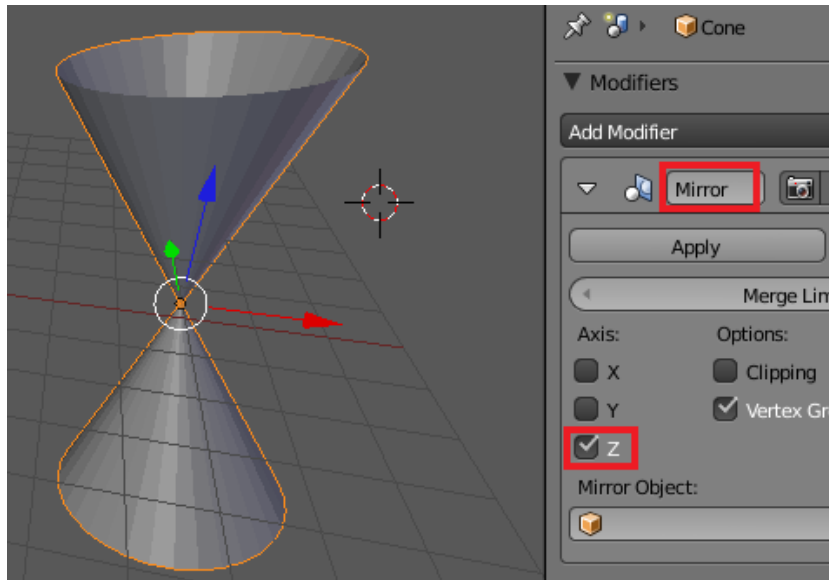 Cone
Modifiers
Add Modifier
Mirror
Apply
Merge Lim
Axis:
Options:
X
Clipping
Y
Vertex Gr
Z
Mirror Object: